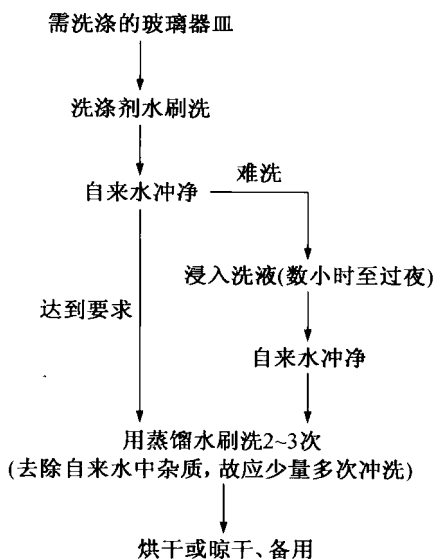 需洗涤的玻璃器皿
洗涤剂水刷洗
自来水冲净
难洗
浸入洗液(数小时至过夜)
达到要求
自来水冲净
用蒸馏水刷洗2~3次
(去除自来水中杂质,故应少量多次冲洗)
烘干或晾干、备用